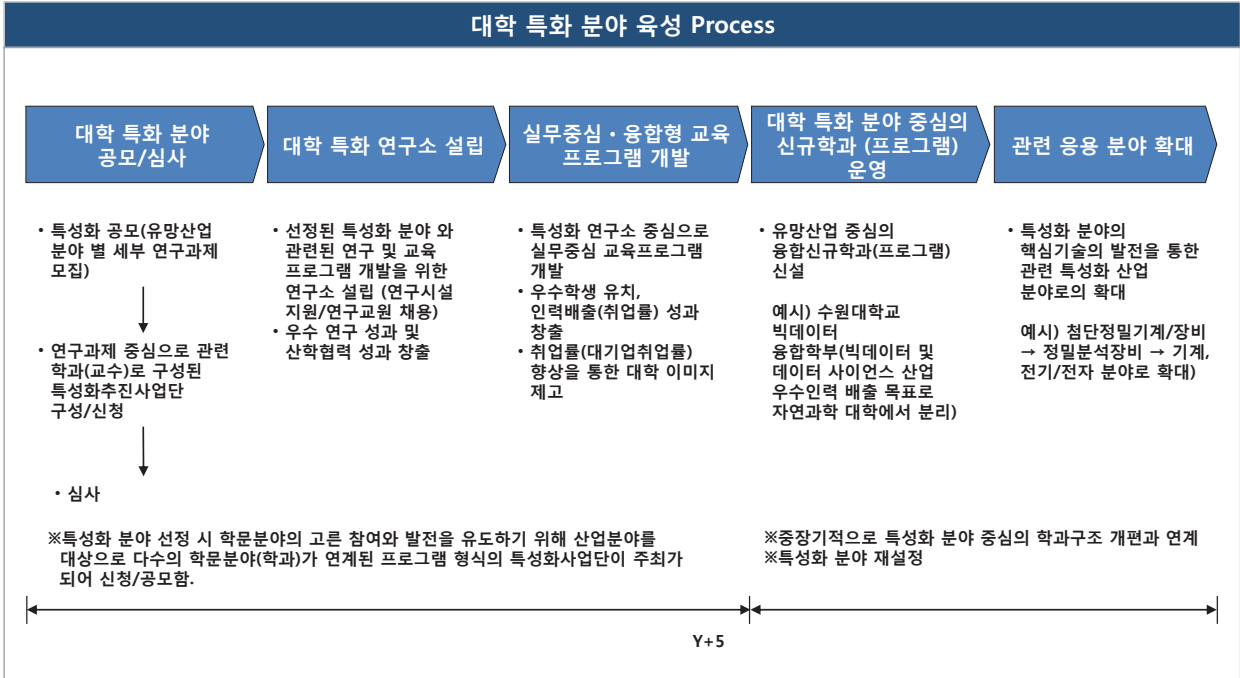 대학 특화 분야 육성 Process
대학 특화 분야
공모/심사
대학 특화 연구소 설립
실무중심・융합형 교육
프로그램 개발
대학 특화 분야 중심의
신규학과 (프로그램)
운영
관련 응용 분야 확대
• 특성화 공모(유망산업
분야 별 세부 연구과제
모집)
• 연구과제 중심으로 관련
학과(교수)로 구성된
특성화추진사업단
구성/신청
• 심사
• 선정된 특성화 분야 와
관련된 연구 및 교육
프로그램 개발을 위한
연구소 설립 (연구시설
지원/연구교원 채용)
• 우수 연구 성과 및
산학협력 성과 창출
• 특성화 연구소 중심으로
실무중심 교육프로그램
개발
• 우수학생 유치,
인력배출(취업률) 성과
창출
• 취업률(대기업취업률)
향상을 통한 대학 이미지
제고
• 유망산업 중심의
융합신규학과(프로그램)
신설
예시) 수원대학교
빅데이터
융합학부(빅데이터 및
데이터 사이언스 산업
우수인력 배출 목표로
자연과학 대학에서 분리)
• 특성화 분야의
핵심기술의 발전을 통한
관련 특성화 산업
분야로의 확대
예시) 첨단정밀기계/장비
→ 정밀분석장비 → 기계,
전기/전자 분야로 확대)
※특성화 분야 선정 시 학문분야의 고른 참여와 발전을 유도하기 위해 산업분야를
대상으로 다수의 학문분야(학과)가 연계된 프로그램 형식의 특성화사업단이 주최가
되어 신청/공모함.
※중장기적으로 특성화 분야 중심의 학과구조 개편과 연계
※특성화 분야 재설정
Y+5